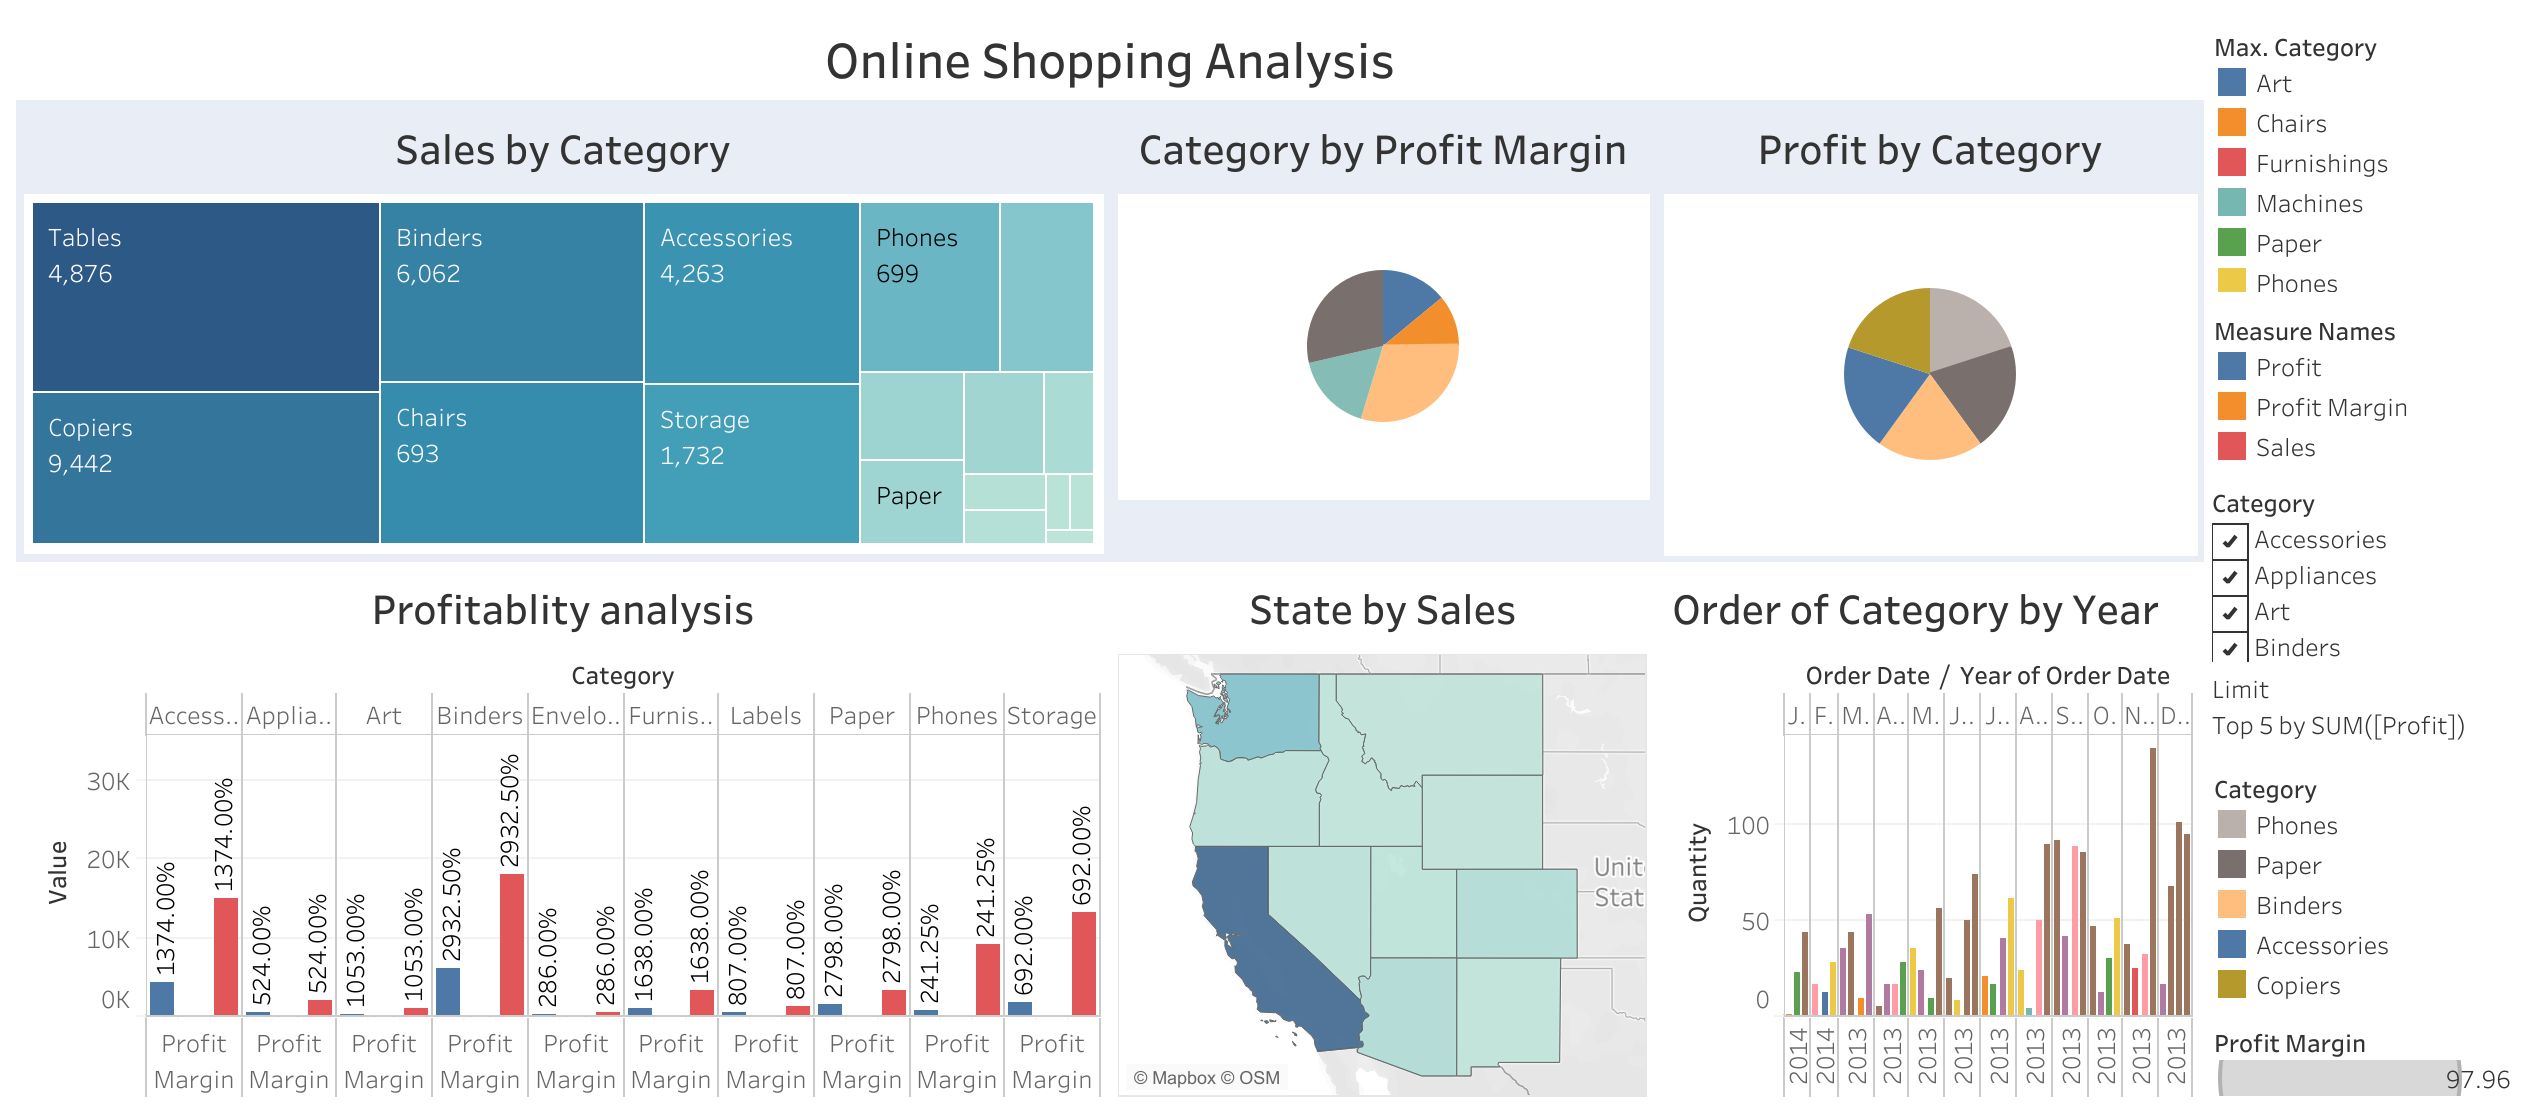 Online Shopping Analysis
Sales by Category
Category by Profit Margin
Profit by Category
Tables
4,876
Binders
6,062
Accessories
4,263
Phones
699
Copiers
9,442
Chairs
693
Storage
1,732
Paper
Profitablity analysis
Category
Access..
Applia..
Art
Binders
Envelo..
Furnis..
Labels
Paper
Phones
Storage
Value
30K
20K
10K
0K
1374.00%
1374.00%
524.00%
524.00%
1053.00%
1053.00%
2932.50%
2932.50%
286.00%
286.00%
1638.00%
1638.00%
807.00%
807.00%
2798.00%
2798.00%
241.25%
241.25%
692.00%
692.00%
Profit
Margin
Profit
Margin
Profit
Margin
Profit
Margin
Profit
Margin
Profit
Margin
Profit
Margin
Profit
Margin
Profit
Margin
Profit
Margin
State by Sales
Unit
Stat
© Mapbox © OSM
Order of Category by Year
Order Date / Year of Order Date
J.
F.
M.
A..
M.
J..
J..
A..
S..
O.
N..
D..
Quantity
100
50
0
2014
2014
2013
2013
2013
2013
2013
2013
2013
2013
2013
2013
Max. Category
Art
Chairs
Furnishings
Machines
Paper
Phones
Measure Names
Profit
Profit Margin
Sales
Category
Accessories
Appliances
Art
Binders
Limit
Top 5 by SUM([Profit])
Category
Phones
Paper
Binders
Accessories
Copiers
Profit Margin
97.96